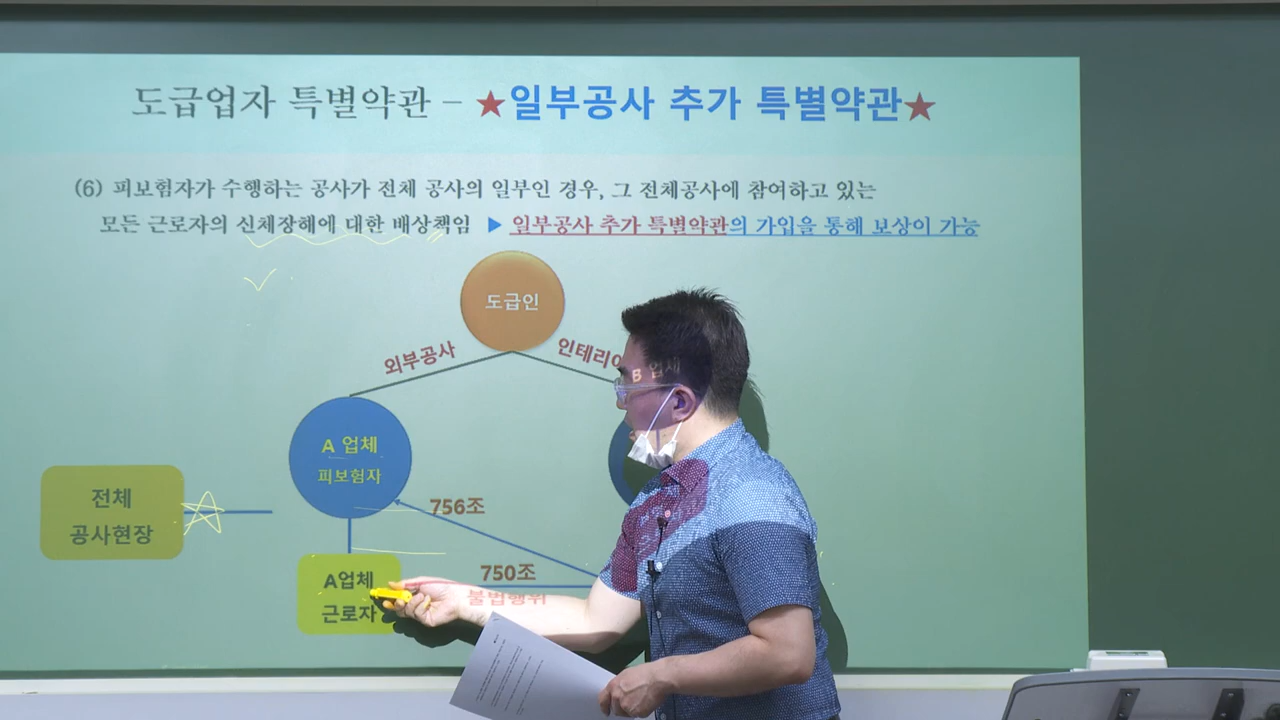 도급업자 특별약관 - ★일부공사 추가 특별약관★
(6) 피보험자가 수행하는 공사가 전체 공사의 일부인 경우, 그 전체공사에 참여하고 있는
모든 근로자의 신체장해에 대한 배상책임 ▶ 일부공사 추가 특별약관의 가입을 통해 보상이 가능
도급인
외부공사
인테리어
B 업체
A 업체
피보험자
전체
공사현장
756조
750조
불법행위
A업체
근로자